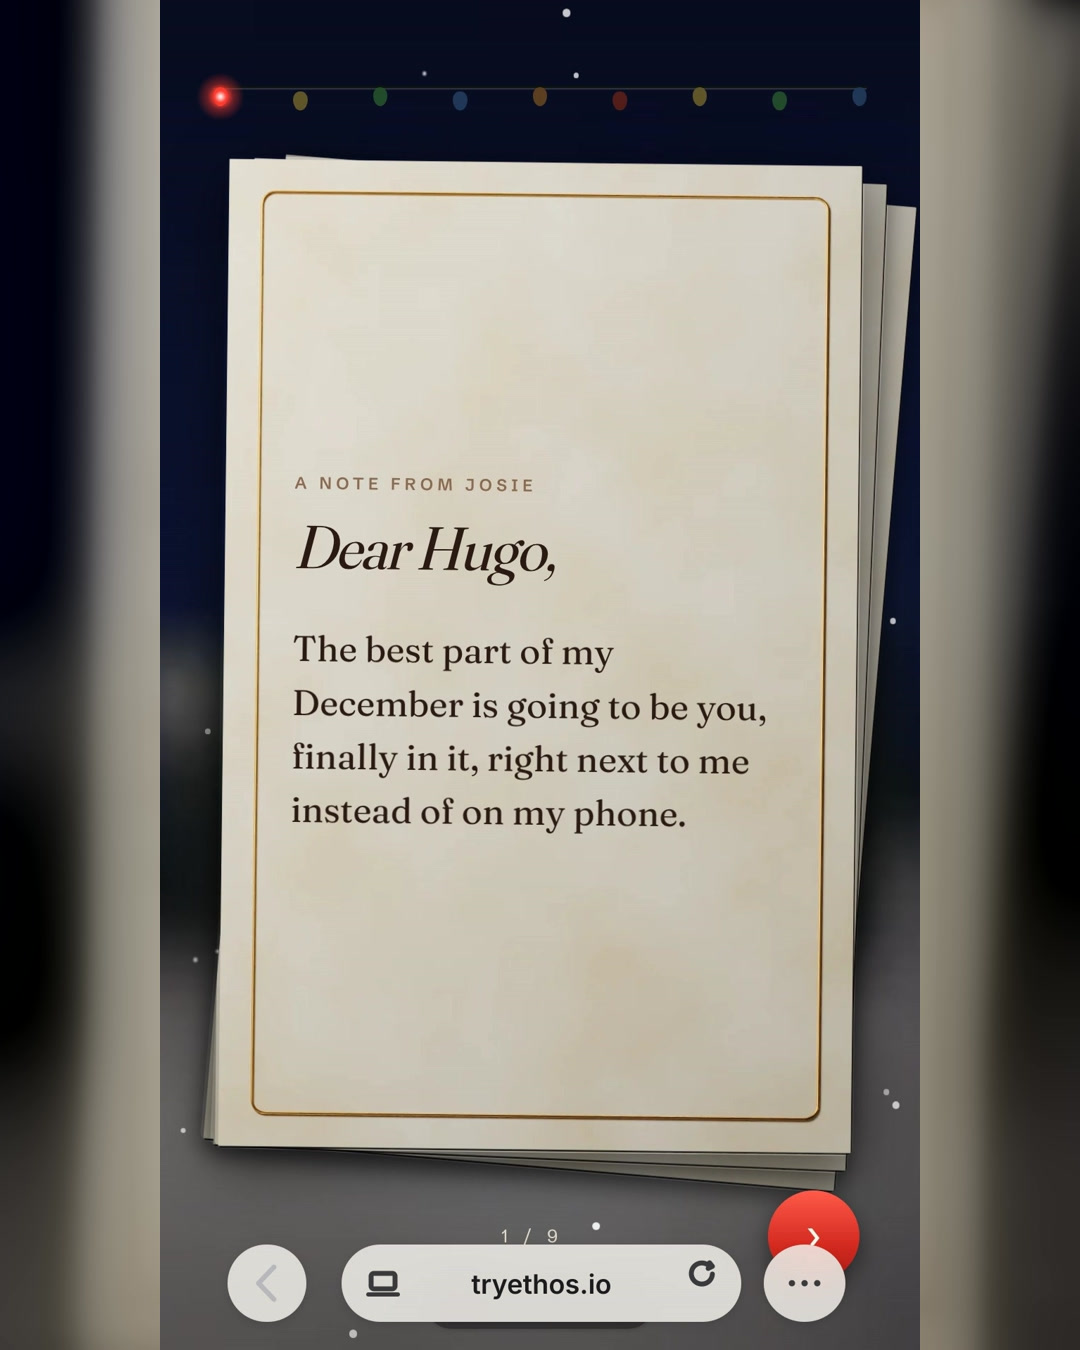 A NOTE FROM JOSIE
Dear Hugo,
The best part of my
December is going to be you,
finally in it, right next to me
instead of on my phone.
1 / 9
tryethos.io